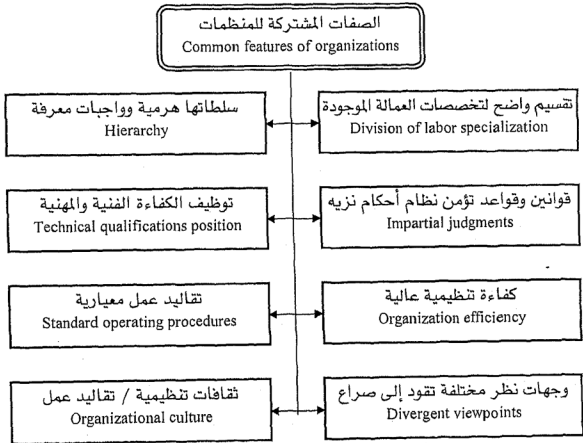 الصفات المشتركة للمنظمات
Common features of organizations
تقسيم واضح لتخصصات العمالة الموجودة
Division of labor specialization
سلطاتها هرمية وواجبات معرفة
Hierarchy
قوانين وقواعد تؤمن نظام أحكام نزيه
Impartial judgments
توظيف الكفاءة الفنية والمهنية
Technical qualifications position
كفاءة تنظيمية عالية
Organization efficiency
تقاليد عمل معيارية
Standard operating procedures
وجهات نظر مختلفة تقود إلى صراع
Divergent viewpoints
ثقافات تنظيمية / تقاليد عمل
Organizational culture